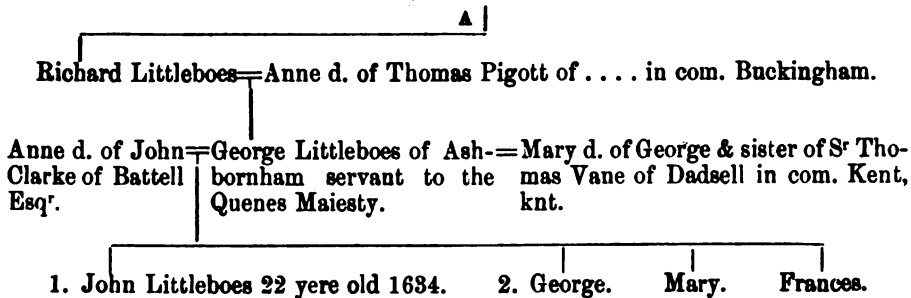 A
Richard Littleboes=Anne d. of Thomas Pigott of . . . . in com. Buckingham.
Anne d. of John=George Littleboes of Ash-=Mary d. of George & sister of Sʳ Tho-
Clarke of Battell bornham servant to the mas Vane of Dadsell in com. Kent,
Esqʳ. Quenes Maiesty. knt.
1. John Littleboes 22 yere old 1634. 2. George. Mary. Frances.